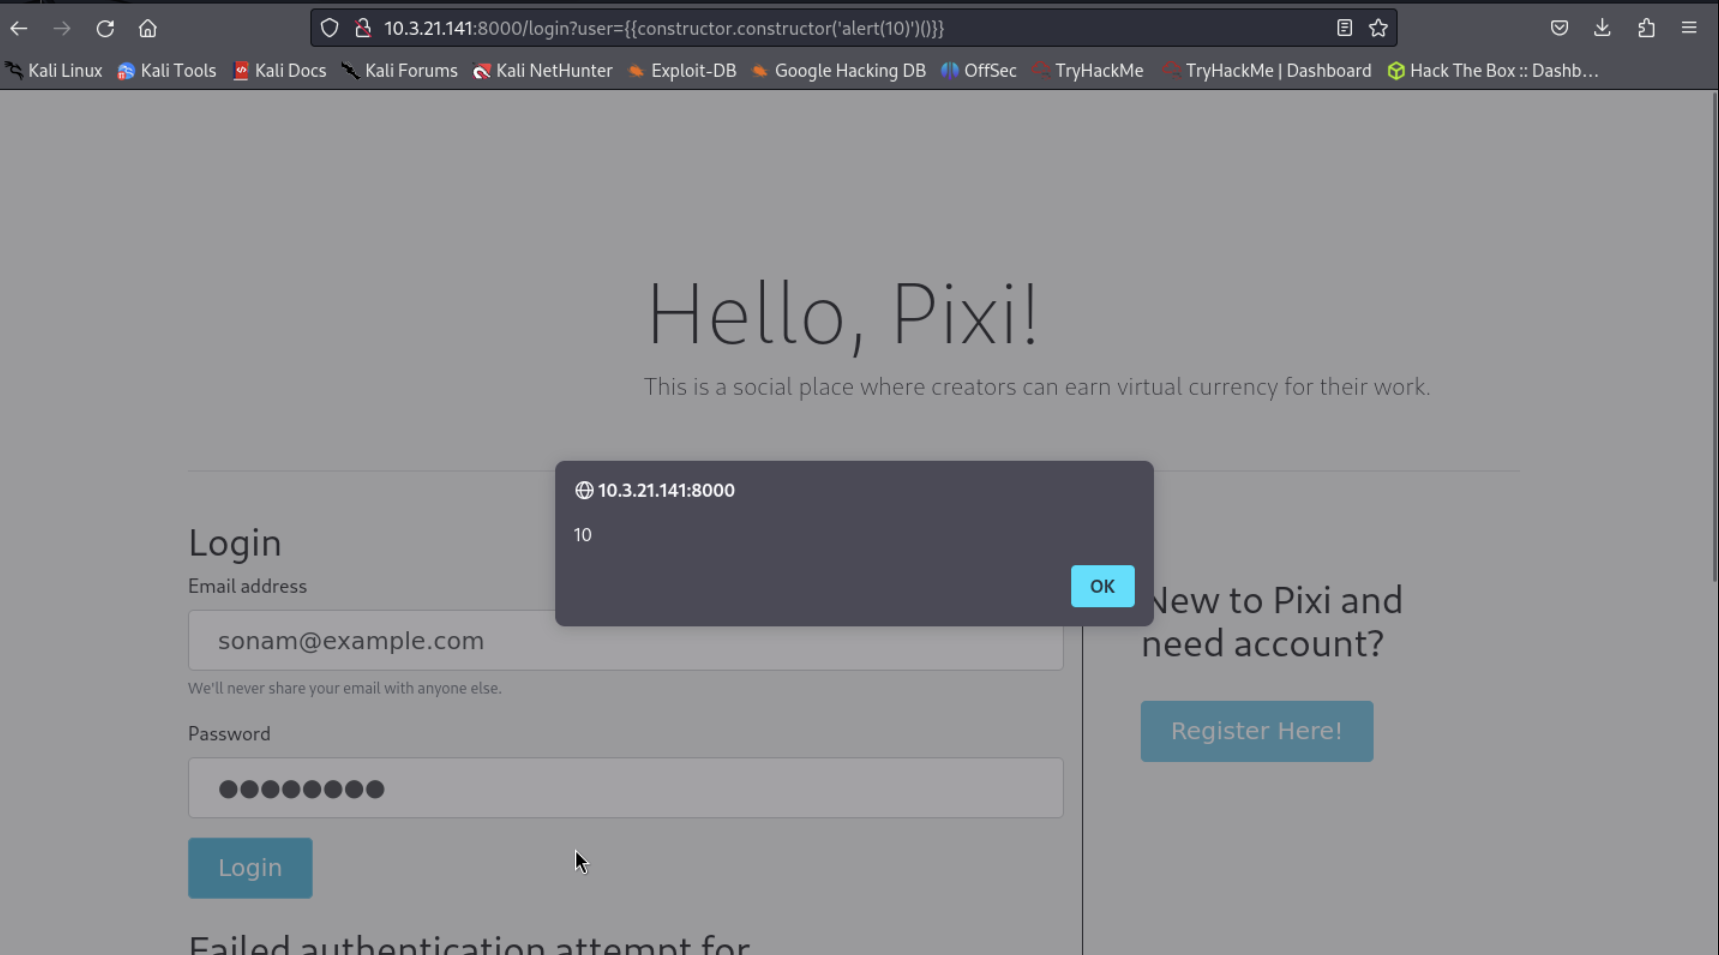 10.3.21.141:8000/login?user={{constructor.constructor('alert(10)')()}}
Kali Linux Kali Tools Kali Docs Kali Forums Kali NetHunter Exploit-DB Google Hacking DB OffSec TryHackMe TryHackMe | Dashboard Hack The Box :: Dashb…
Hello, Pixi!
This is a social place where creators can earn virtual currency for their work.
10.3.21.141:8000
10
OK
Login
Email address
sonam@example.com
We'll never share your email with anyone else.
Password
Login
Failed authentication attempt for
New to Pixi and
need account?
Register Here!